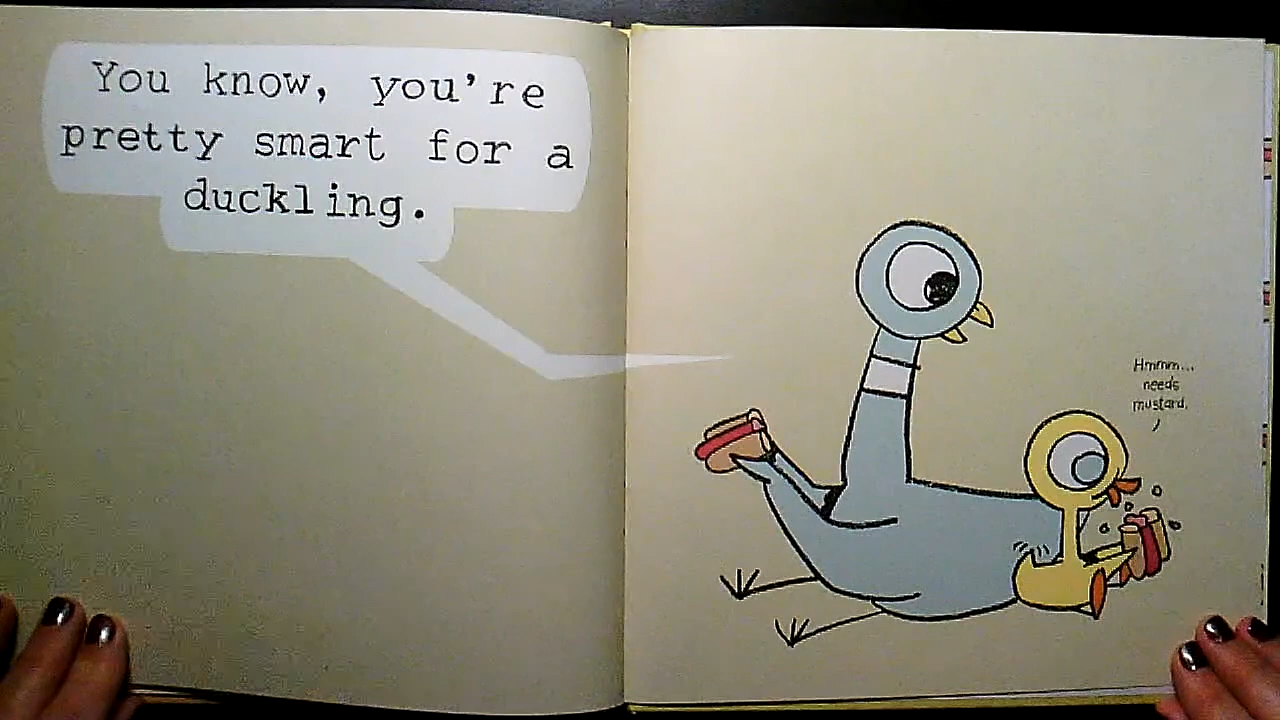 You know, you're
pretty smart for a
duckling.
Hmmm...
needs
mustard.